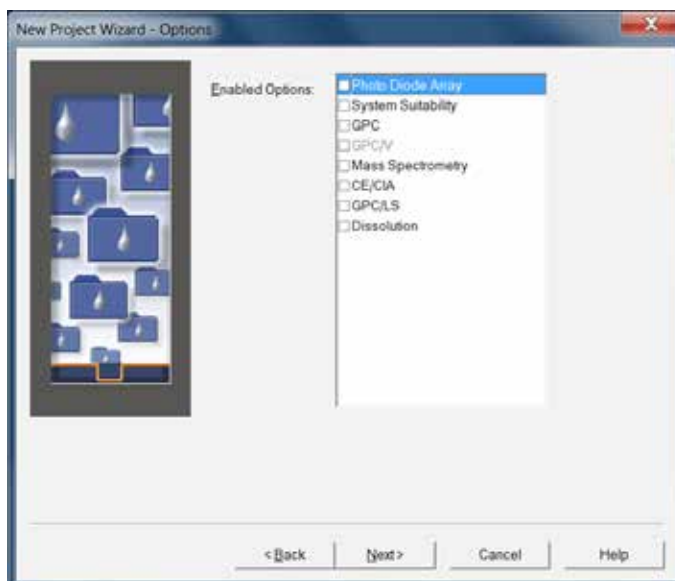 New Project Wizard - Options
Enabled Options:
Photo Diode Array
System Suitability
GPC
GPC/V
Mass Spectrometry
CE/CIA
GPC/LS
Dissolution
< Back
Next >
Cancel
Help